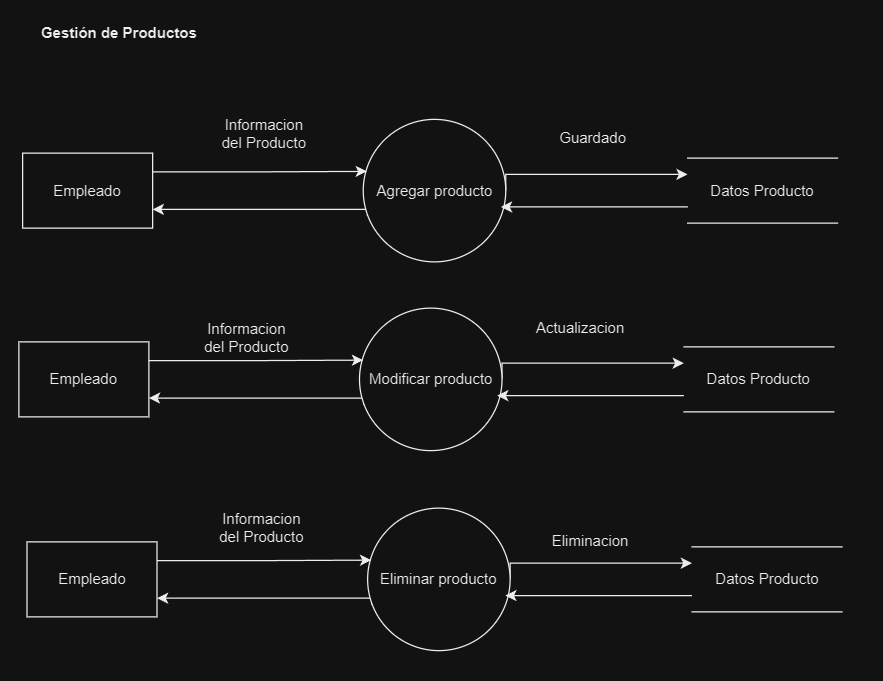 Gestión de Productos
Informacion
del Producto
Guardado
Empleado
Agregar producto
Datos Producto
Informacion
del Producto
Actualizacion
Empleado
Modificar producto
Datos Producto
Informacion
del Producto
Eliminacion
Empleado
Eliminar producto
Datos Producto